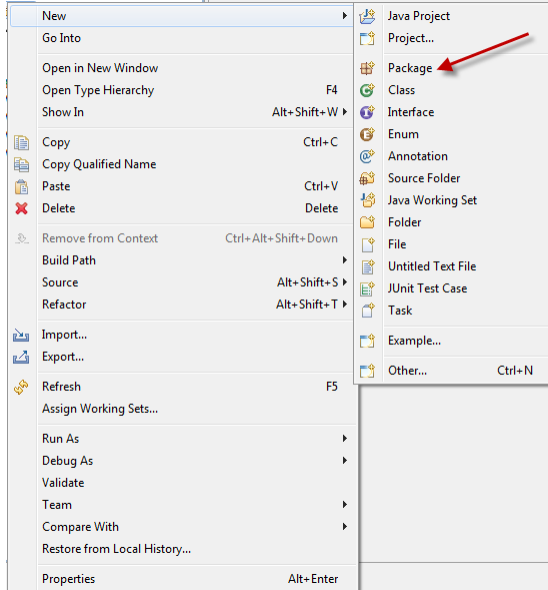 New
Go Into
Open in New Window
Open Type Hierarchy F4
Show In Alt+Shift+W
Copy Ctrl+C
Copy Qualified Name
Paste Ctrl+V
Delete Delete
Remove from Context Ctrl+Alt+Shift+Down
Build Path
Source Alt+Shift+S
Refactor Alt+Shift+T
Import...
Export...
Refresh F5
Assign Working Sets...
Run As
Debug As
Validate
Team
Compare With
Restore from Local History...
Properties Alt+Enter
Java Project
Project...
Package
Class
Interface
Enum
Annotation
Source Folder
Java Working Set
Folder
File
Untitled Text File
JUnit Test Case
Task
Example...
Other... Ctrl+N